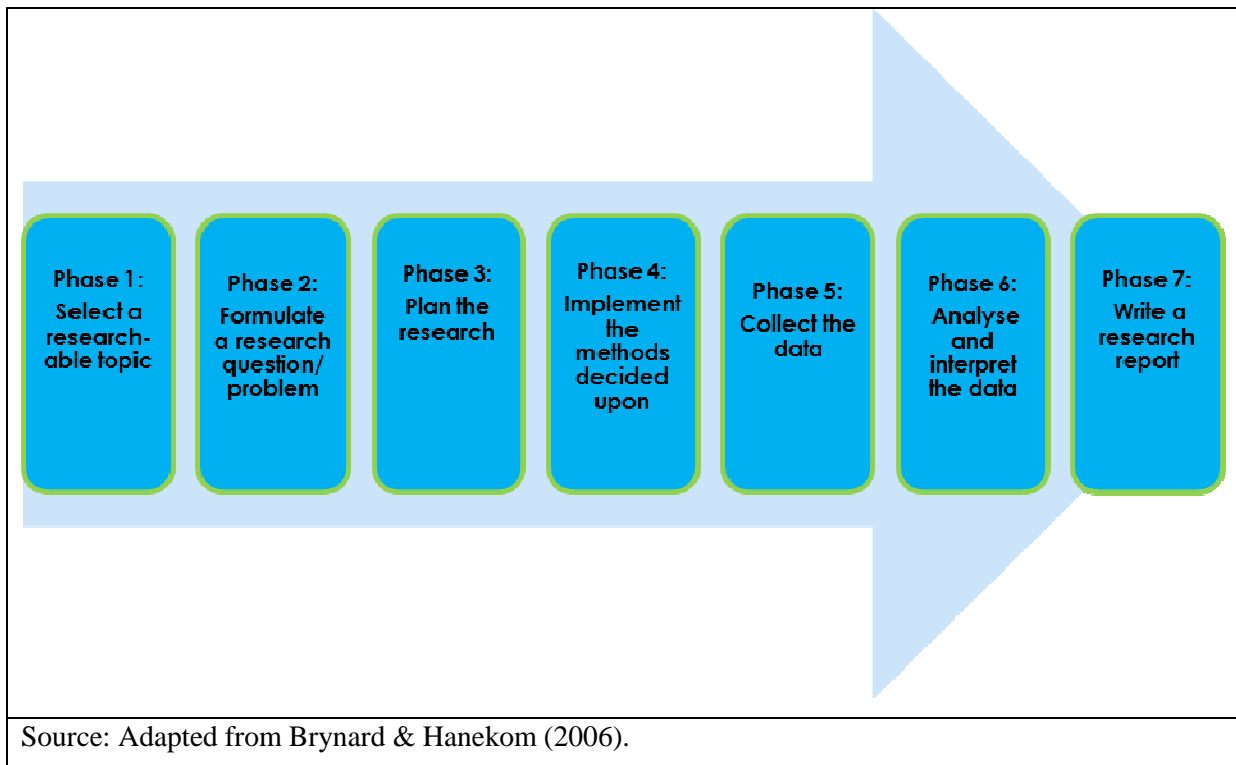 Phase 1:
Select a
research-
able topic
Phase 2:
Formulate
a research
question/
problem
Phase 3:
Plan the
research
Phase 4:
Implement
the
methods
decided
upon
Phase 5:
Collect the
data
Phase 6:
Analyse
and
interpret
the data
Phase 7:
Write a
research
report
Source: Adapted from Brynard & Hanekom (2006).